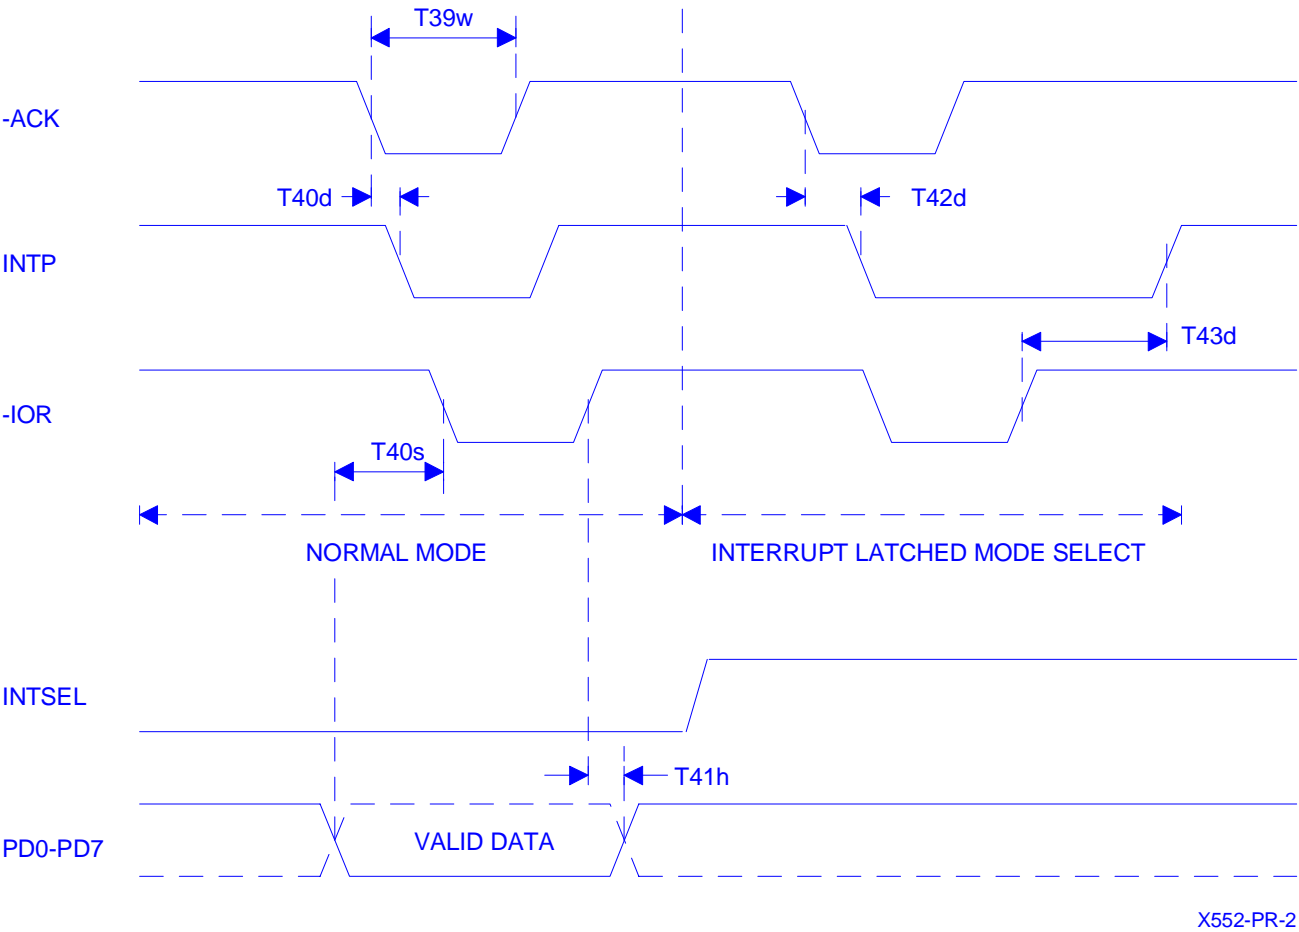 T39w
-ACK
T40d
T42d
INTP
T43d
-IOR
T40s
NORMAL MODE
INTERRUPT LATCHED MODE SELECT
INTSEL
T41h
PD0-PD7
VALID DATA
X552-PR-2